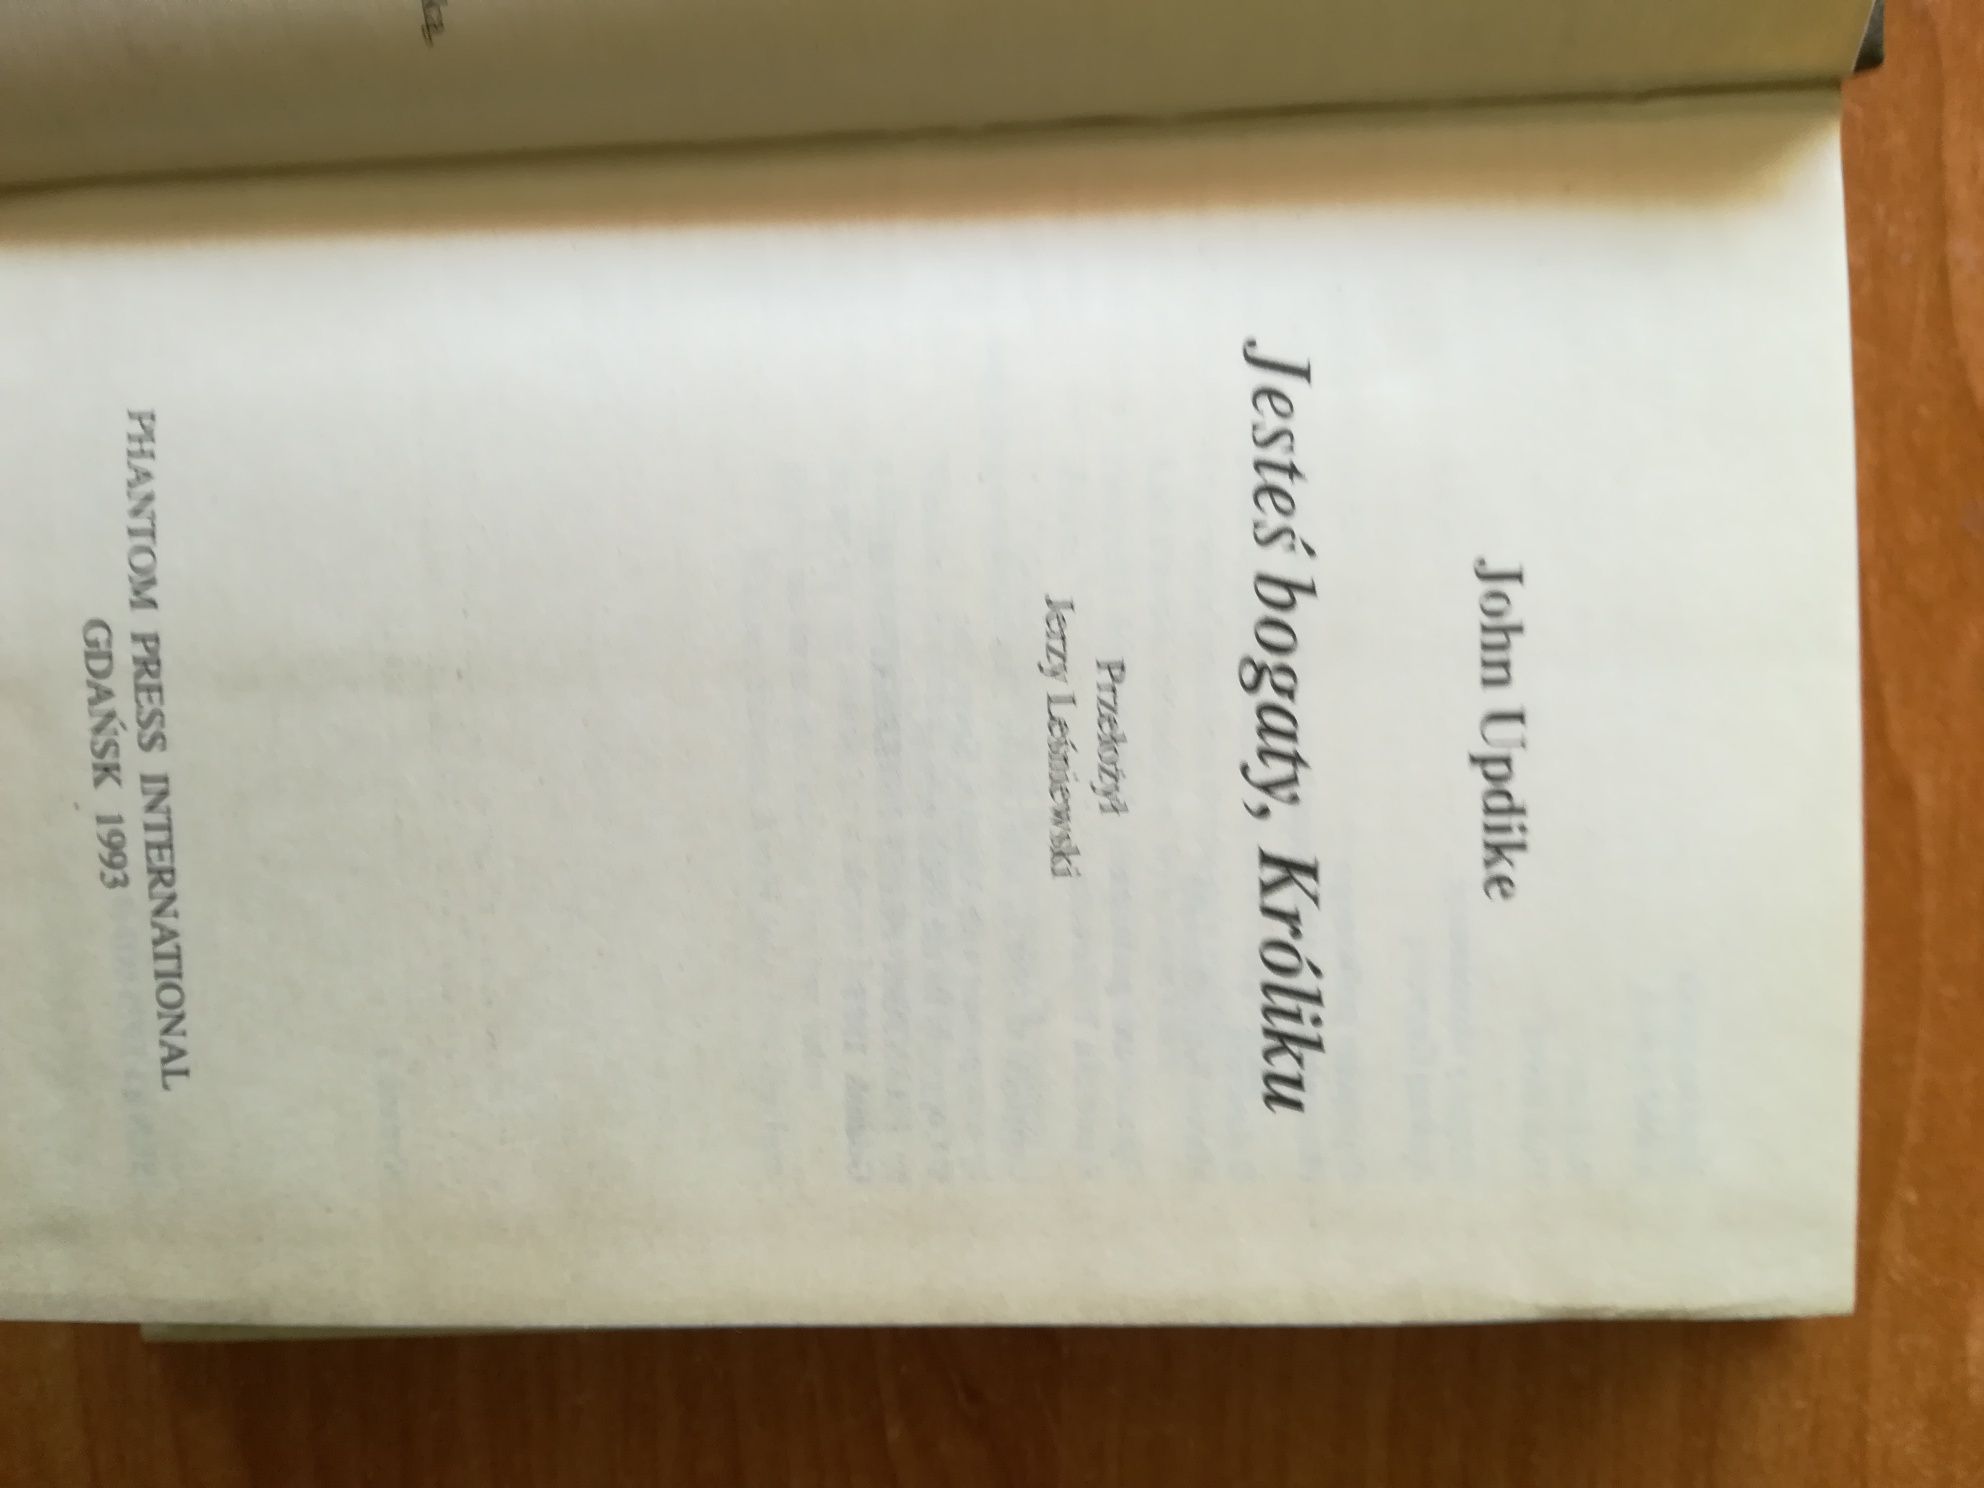 John Updike
Jesteś bogaty, Króliku
Przełożył
Jerzy Leśniewski
PHANTOM PRESS INTERNATIONAL
GDAŃSK 1993